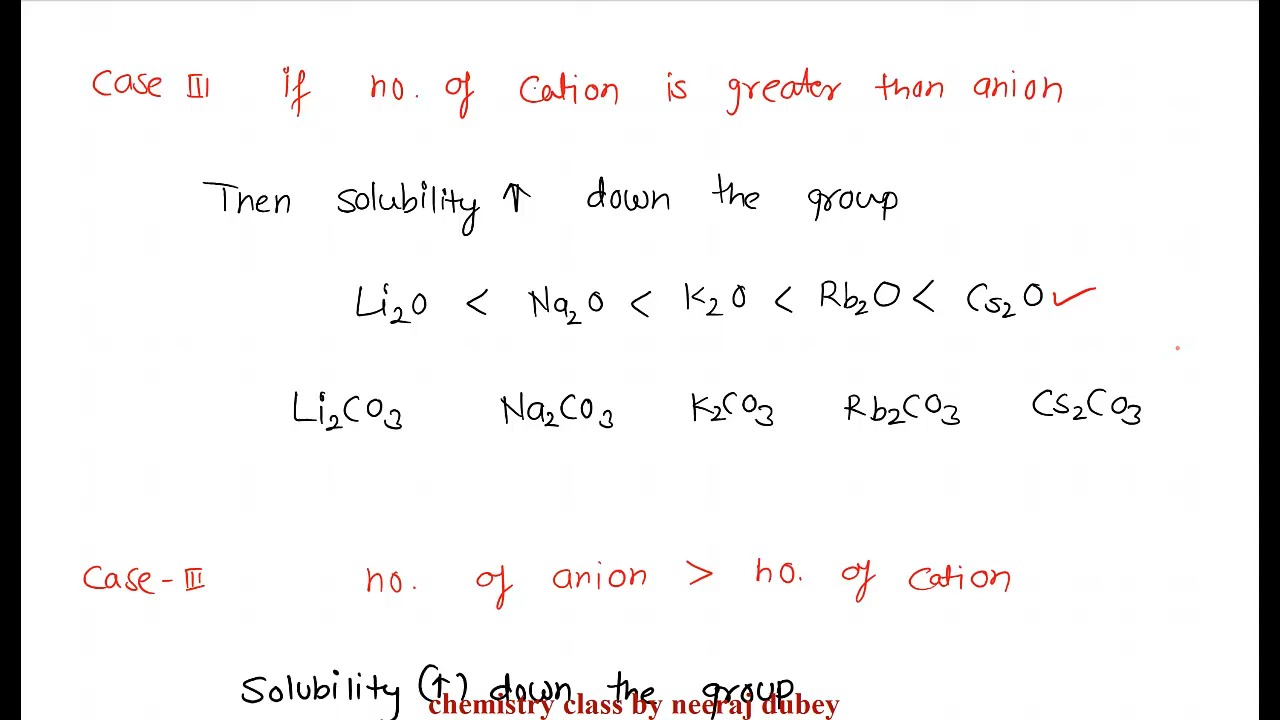 Case III if no. of cation is greater than anion
Then solubility ↑ down the group
Li₂O < Na₂O < K₂O < Rb₂O < Cs₂O ✓
Li₂CO₃ Na₂CO₃ K₂CO₃ Rb₂CO₃ Cs₂CO₃
Case - III no. of anion > no. of cation
Solubility (↑) down the group
chemistry class by neeraj dubey